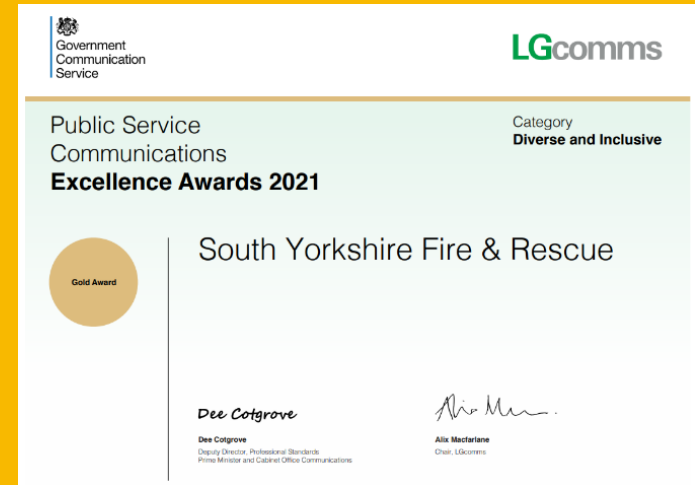 Government
Communication
Service
LGcomms
Public Service
Communications
Excellence Awards 2021
Category
Diverse and Inclusive
Gold Award
South Yorkshire Fire & Rescue
Dee Cotgrove
Dee Cotgrove
Deputy Director, Professional Standards
Prime Minister and Cabinet Office Communications
Alix Macfarlane
Chair, LGcomms